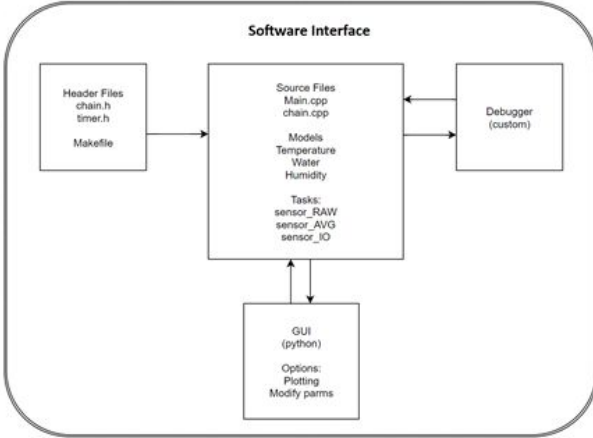 Software Interface
Header Files
chain.h
timer.h
Makefile
Source Files
Main.cpp
chain.cpp
Models
Temperature
Water
Humidity
Tasks:
sensor_RAW
sensor_AVG
sensor_IO
Debugger
(custom)
GUI
(python)
Options:
Plotting
Modify parms